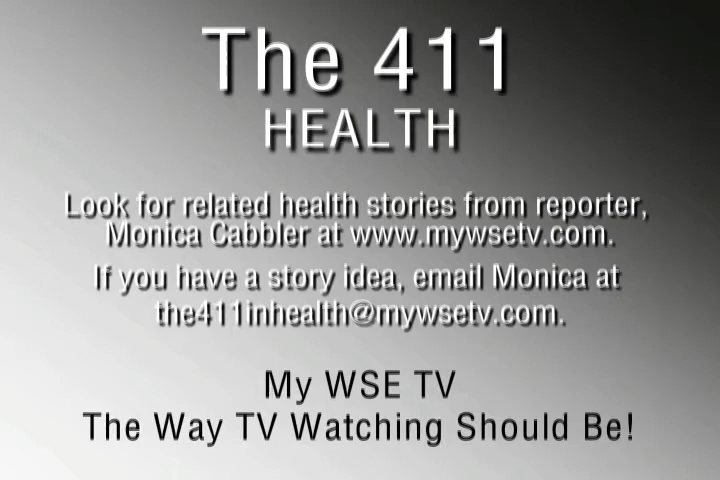 The 411
HEALTH
Look for related health stories from reporter,
Monica Cabbler at www.mywsetv.com.
If you have a story idea, email Monica at
the411inhealth@mywsetv.com.
My WSE TV
The Way TV Watching Should Be!